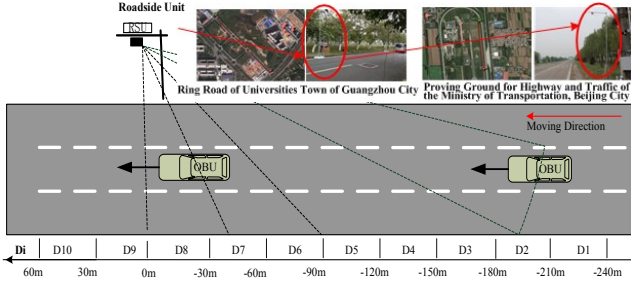 Roadside Unit
RSU
Ring Road of Universities Town of Guangzhou City
Proving Ground for Highway and Traffic of
the Ministry of Transportation, Beijing City
Moving Direction
OBU
OBU
Di D10 D9 D8 D7 D6 D5 D4 D3 D2 D1
60m 30m 0m -30m -60m -90m -120m -150m -180m -210m -240m